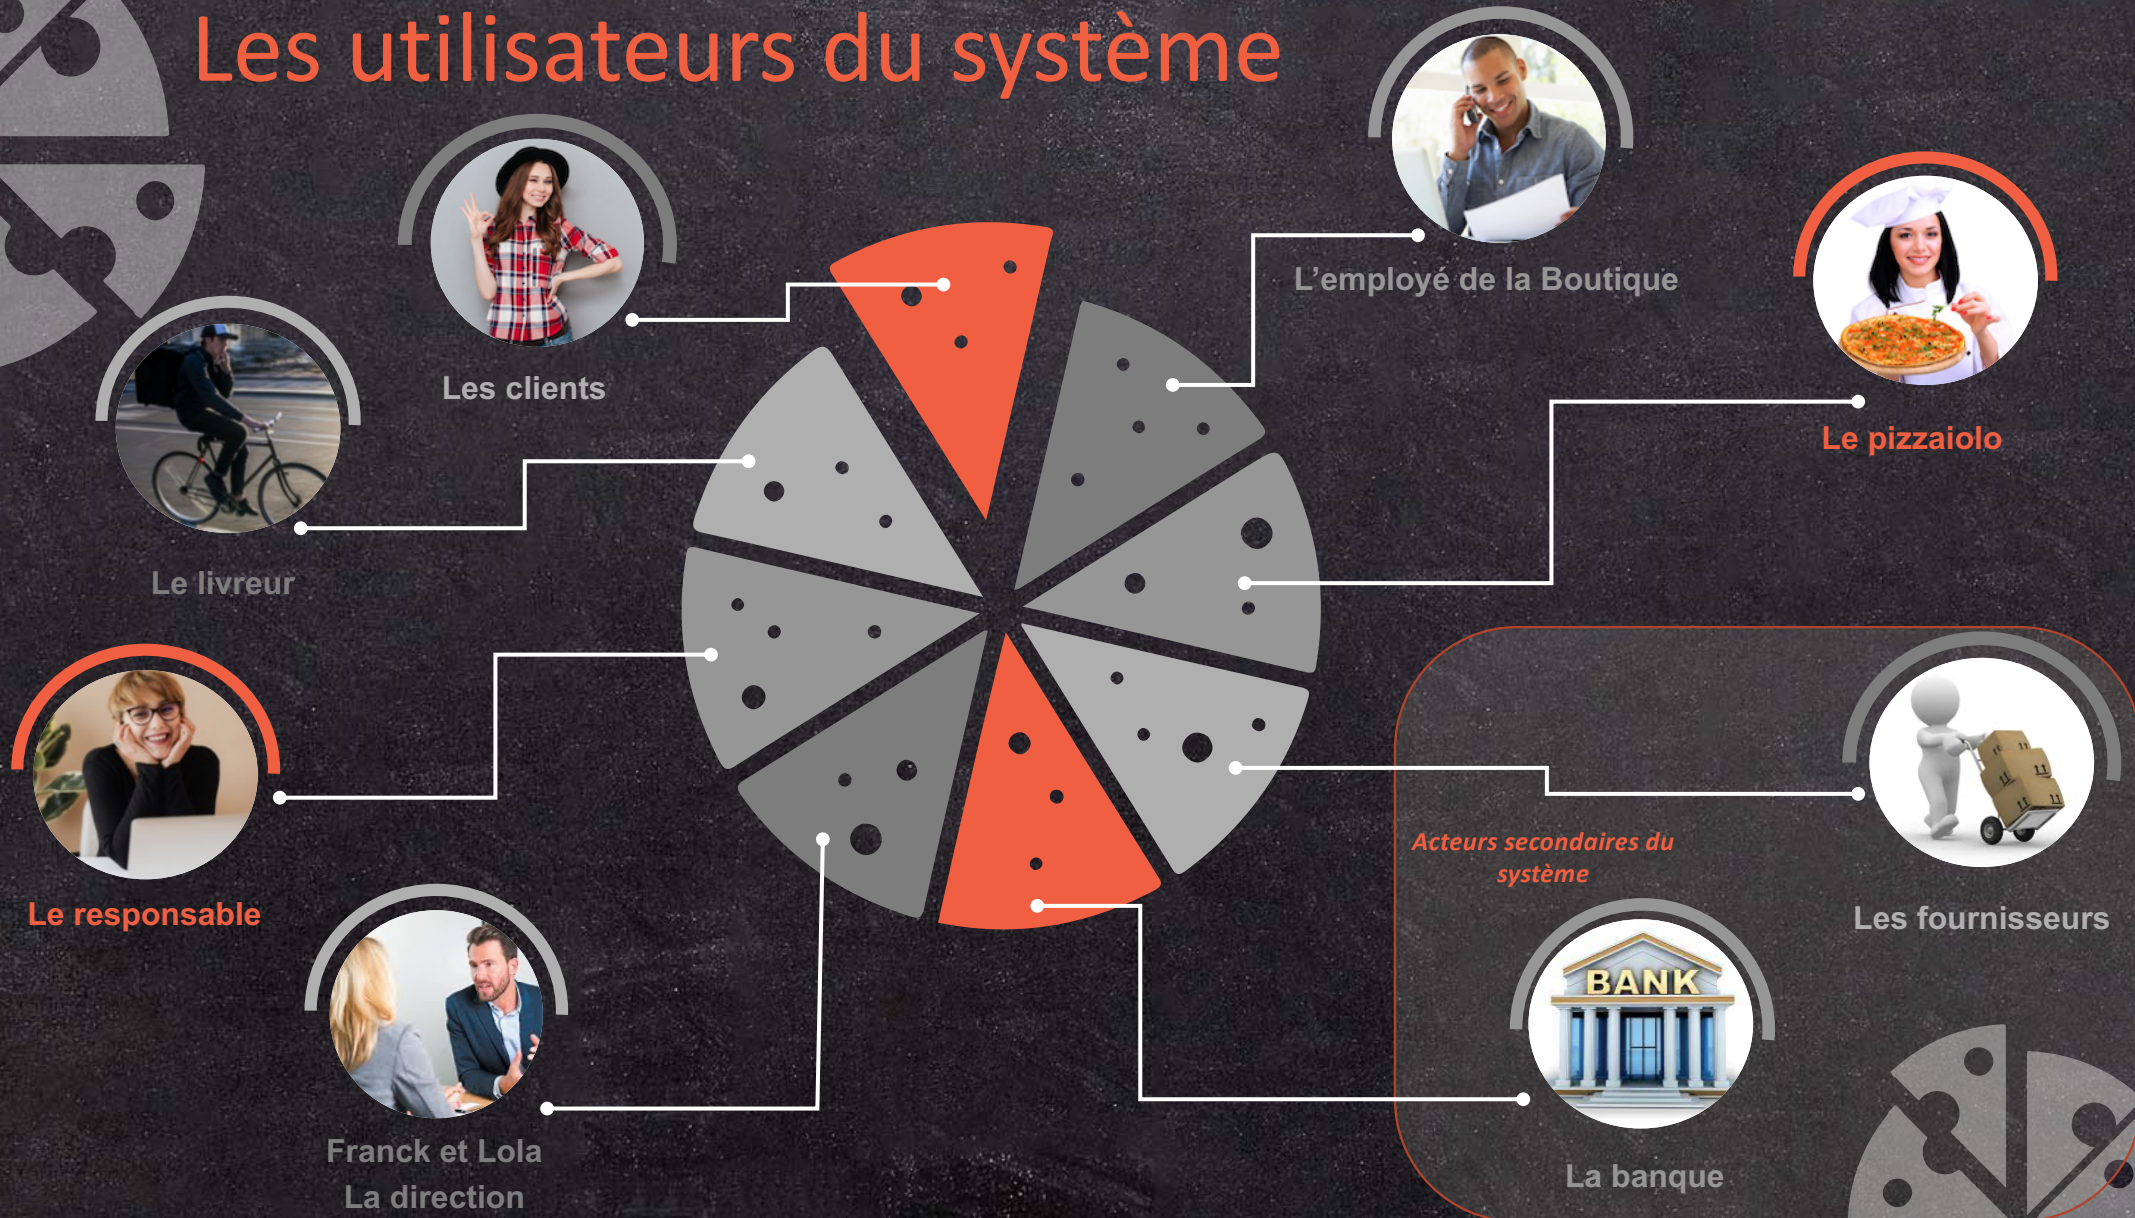 Les utilisateurs du système
L'employé de la Boutique
Les clients
Le pizzaiolo
Le livreur
Acteurs secondaires du
système
Le responsable
Les fournisseurs
BANK
Franck et Lola
La direction
La banque